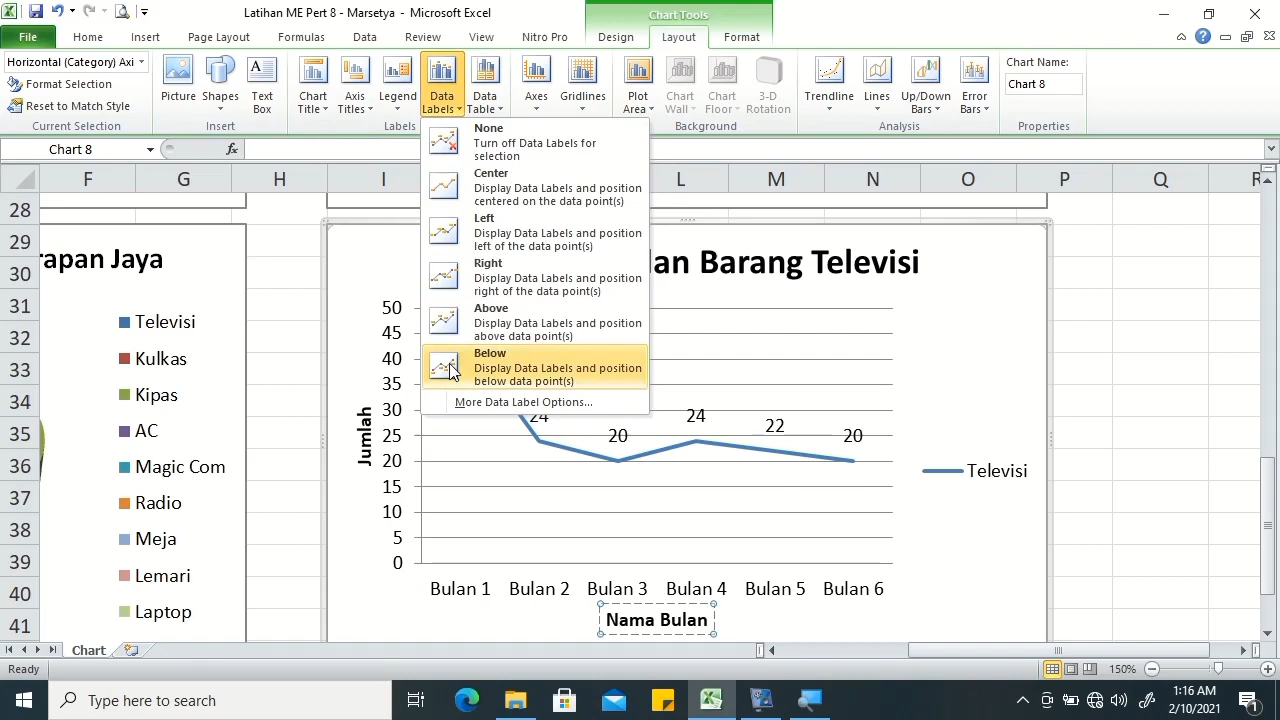 Latihan ME Pert 8 - Marsetya - Microsoft Excel
Chart Tools
File Home Insert Page Layout Formulas Data Review View Nitro Pro Design Layout Format
Horizontal (Category) Axi
Format Selection
Reset to Match Style
Current Selection
Picture Shapes Text Box
Insert
Chart Title Axis Titles Legend Data Labels Data Table
Labels
Axes Gridlines
Plot Area Chart Wall Chart Floor 3-D Rotation
Background
Trendline Lines Up/Down Bars Error Bars
Analysis
Chart Name:
Chart 8
Properties
Chart 8 fx
None
Turn off Data Labels for
selection
Center
Display Data Labels and position
centered on the data point(s)
Left
Display Data Labels and position
left of the data point(s)
Right
Display Data Labels and position
right of the data point(s)
Above
Display Data Labels and position
above data point(s)
Below
Display Data Labels and position
below data point(s)
More Data Label Options...
F G H I L M N O P Q R
28
29
30
31
32
33
34
35
36
37
38
39
40
41
rapan Jaya
Televisi
Kulkas
Kipas
AC
Magic Com
Radio
Meja
Lemari
Laptop
lan Barang Televisi
50
45
40
35
30
25
20
15
10
5
0
Jumlah
24 20 24 22 20
Televisi
Bulan 1 Bulan 2 Bulan 3 Bulan 4 Bulan 5 Bulan 6
Nama Bulan
Chart
Ready
150%
Type here to search
1:16 AM
2/10/2021
1